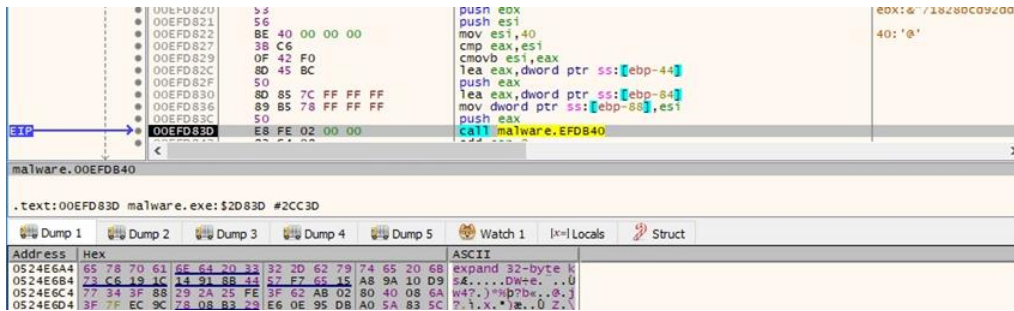 00EFD820 53 push ebx ebx:&"71828bcd92dd
00EFD821 56 push esi
00EFD822 BE 40 00 00 00 mov esi,40 40:'@'
00EFD827 3B C6 cmp eax,esi
00EFD829 0F 42 F0 cmovb esi,eax
00EFD82C 8D 45 BC lea eax,dword ptr ss:[ebp-44]
00EFD82F 50 push eax
00EFD830 8D 85 7C FF FF FF lea eax,dword ptr ss:[ebp-84]
00EFD836 89 B5 78 FF FF FF mov dword ptr ss:[ebp-88],esi
00EFD83C 50 push eax
EIP 00EFD83D E8 FE 02 00 00 call malware.EFDB40
malware.00EFDB40
.text:00EFD83D malware.exe:$2D83D #2CC3D
Dump 1 Dump 2 Dump 3 Dump 4 Dump 5 Watch 1 [x=] Locals Struct
Address Hex ASCII
0524E6A4 65 78 70 61 6E 64 20 33 32 2D 62 79 74 65 20 6B expand 32-byte k
0524E6B4 73 C6 19 1C 14 91 8B 44 57 F7 65 15 A8 9A 10 D9 sÆ.....DW÷e.¨..Ù
0524E6C4 77 34 3F 88 29 2A 25 FE 3F 62 AB 02 80 40 08 6A w4?.)*%þ?b«..@.j
0524E6D4 3F 7F EC 9C 78 08 B3 29 E6 0E 95 DB A0 5A 83 5C